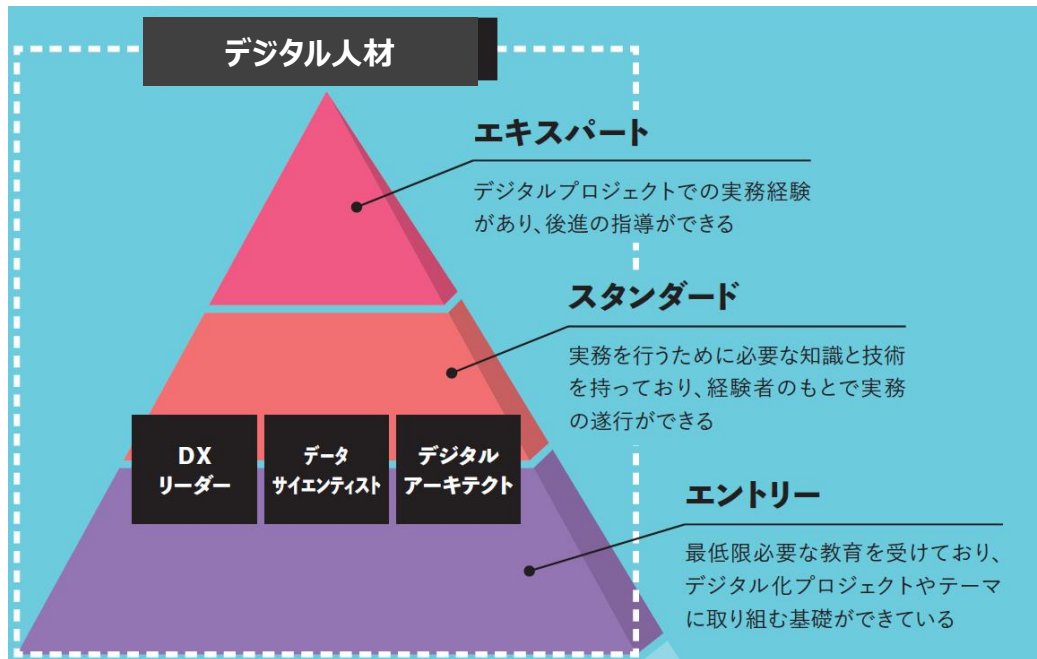 デジタル人材
エキスパート
デジタルプロジェクトでの実務経験
があり、後進の指導ができる
スタンダード
実務を行うために必要な知識と技術
を持っており、経験者のもとで実務
の遂行ができる
DX
リーダー
データ
サイエンティスト
デジタル
アーキテクト
エントリー
最低限必要な教育を受けており、
デジタル化プロジェクトやテーマ
に取り組む基礎ができている